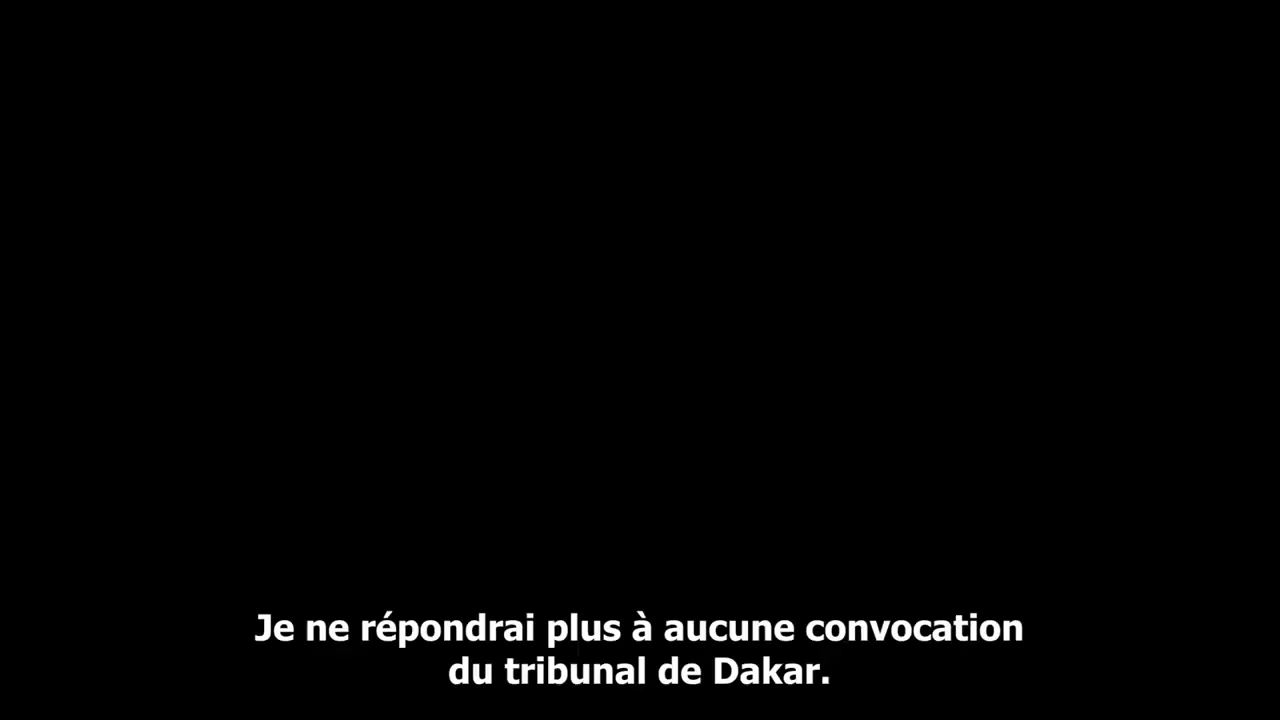 Je ne répondrai plus à aucune convocation
du tribunal de Dakar.